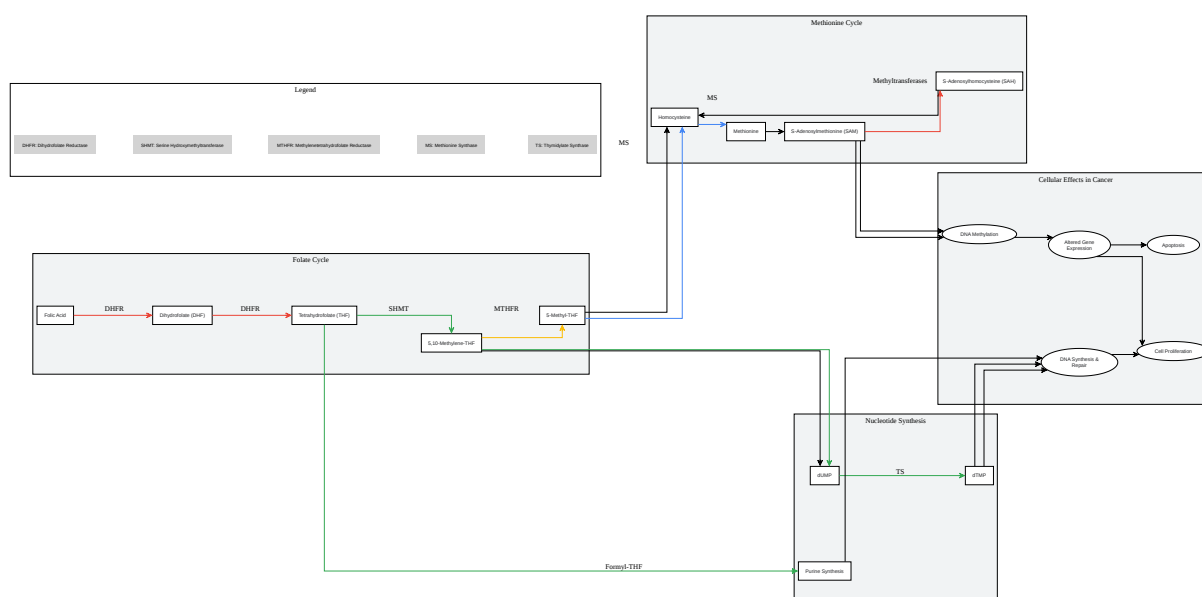 Methionine Cycle
Methyltransferases
S-Adenosylhomocysteine (SAH)
MS
Homocysteine
Methionine
S-Adenosylmethionine (SAM)
Legend
DHFR: Dihydrofolate Reductase
SHMT: Serine Hydroxymethyltransferase
MTHFR: Methylenetetrahydrofolate Reductase
MS: Methionine Synthase
TS: Thymidylate Synthase
MS
Cellular Effects in Cancer
DNA Methylation
Altered Gene
Expression
Apoptosis
DNA Synthesis &
Repair
Cell Proliferation
Folate Cycle
Folic Acid
DHFR
Dihydrofolate (DHF)
DHFR
Tetrahydrofolate (THF)
SHMT
5,10-Methylene-THF
MTHFR
5-Methyl-THF
Nucleotide Synthesis
dUMP
TS
dTMP
Formyl-THF
Purine Synthesis